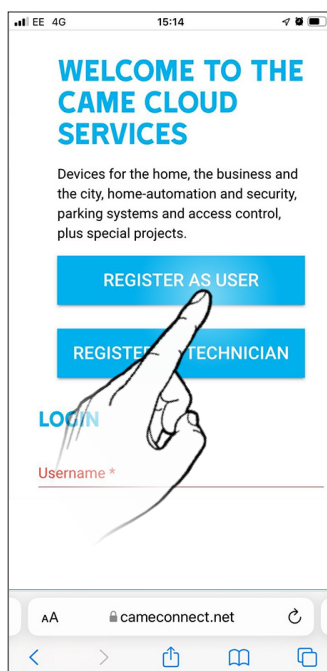 EE 4G 15:14
WELCOME TO THE
CAME CLOUD
SERVICES
Devices for the home, the business and
the city, home-automation and security,
parking systems and access control,
plus special projects.
REGISTER AS USER
REGISTER TECHNICIAN
LOGIN
Username *
AA cameconnect.net